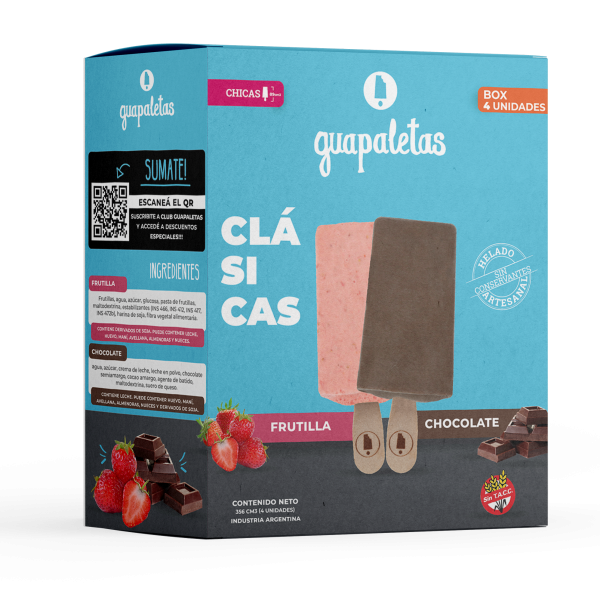 guapaletas
SUMATE!
ESCANEÁ EL QR
SUSCRIBITE A CLUB GUAPALETAS
Y ACCEDÉ A DESCUENTOS
ESPECIALES!!!
INGREDIENTES
FRUTILLA
Frutillas, agua, azúcar, glucosa, pasta de frutillas,
maltodextrina, estabilizantes (INS 466, INS 412, INS 417,
INS 472b), harina de soja, fibra vegetal alimentaria.
CONTIENE DERIVADOS DE SOJA. PUEDE CONTENER LECHE,
HUEVO, MANÍ, AVELLANA, ALMENDRAS Y NUECES.
CHOCOLATE
agua, azúcar, crema de leche, leche en polvo, chocolate
semiamargo, cacao amargo, agente de batido,
maltodextrina, suero de queso.
CONTIENE LECHE. PUEDE CONTENER HUEVO, MANÍ,
AVELLANA, ALMENDRAS, NUECES Y DERIVADOS DE SOJA.
CHICAS
BOX
4 UNIDADES
guapaletas
CLÁ
SI
CAS
HELADO
SIN
CONSERVANTES
ARTESANAL
FRUTILLA
CHOCOLATE
CONTENIDO NETO
356 CM3 (4 UNIDADES)
INDUSTRIA ARGENTINA
Sin T.A.C.C.